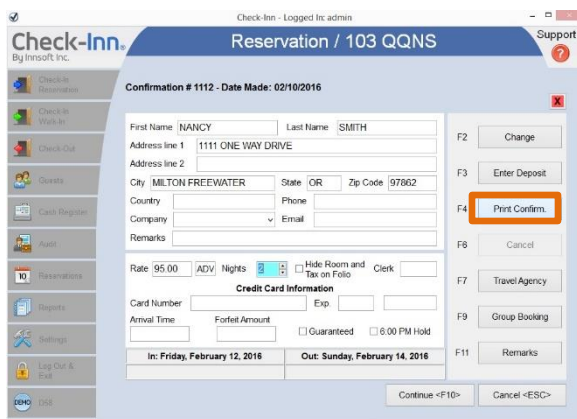 Check-Inn - Logged In: admin
Check-Inn®
By Innsoft Inc.
Reservation / 103 QQNS
Support
?
Check-In
Reservation
Check-In
Walk-In
Check-Out
Guests
Cash Register
Audit
10 Reservations
Reports
Settings
Log Out &
Exit
DEMO
Confirmation # 1112 - Date Made: 02/10/2016
X
First Name NANCY Last Name SMITH
Address line 1 1111 ONE WAY DRIVE
Address line 2
City MILTON FREEWATER State OR Zip Code 97862
Country Phone
Company Email
Remarks
Rate 95.00 ADV Nights 2 Hide Room and Tax on Folio Clerk
Credit Card Information
Card Number Exp.
Arrival Time Forfeit Amount
Guaranteed 6:00 PM Hold
In: Friday, February 12, 2016 Out: Sunday, February 14, 2016
F2 Change
F3 Enter Deposit
F4 Print Confirm.
F6 Cancel
F7 Travel Agency
F9 Group Booking
F11 Remarks
Continue <F10> Cancel <ESC>